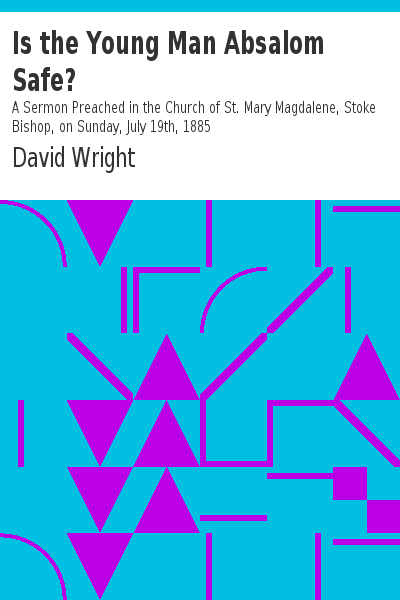 Is the Young Man Absalom
Safe?
A Sermon Preached in the Church of St. Mary Magdalene, Stoke
Bishop, on Sunday, July 19th, 1885
David Wright